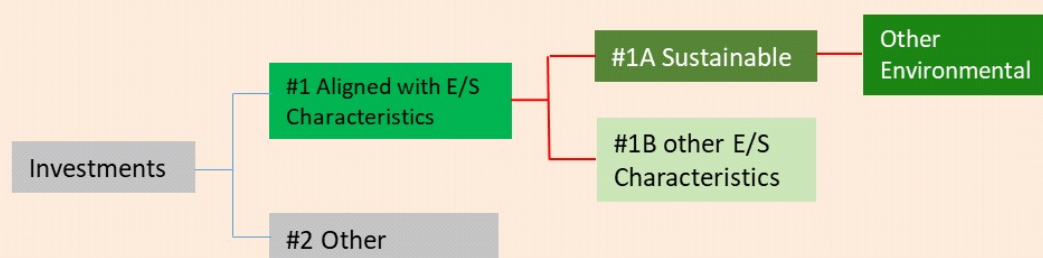 Investments
#1 Aligned with E/S
Characteristics
#2 Other
#1A Sustainable
#1B other E/S
Characteristics
Other
Environmental